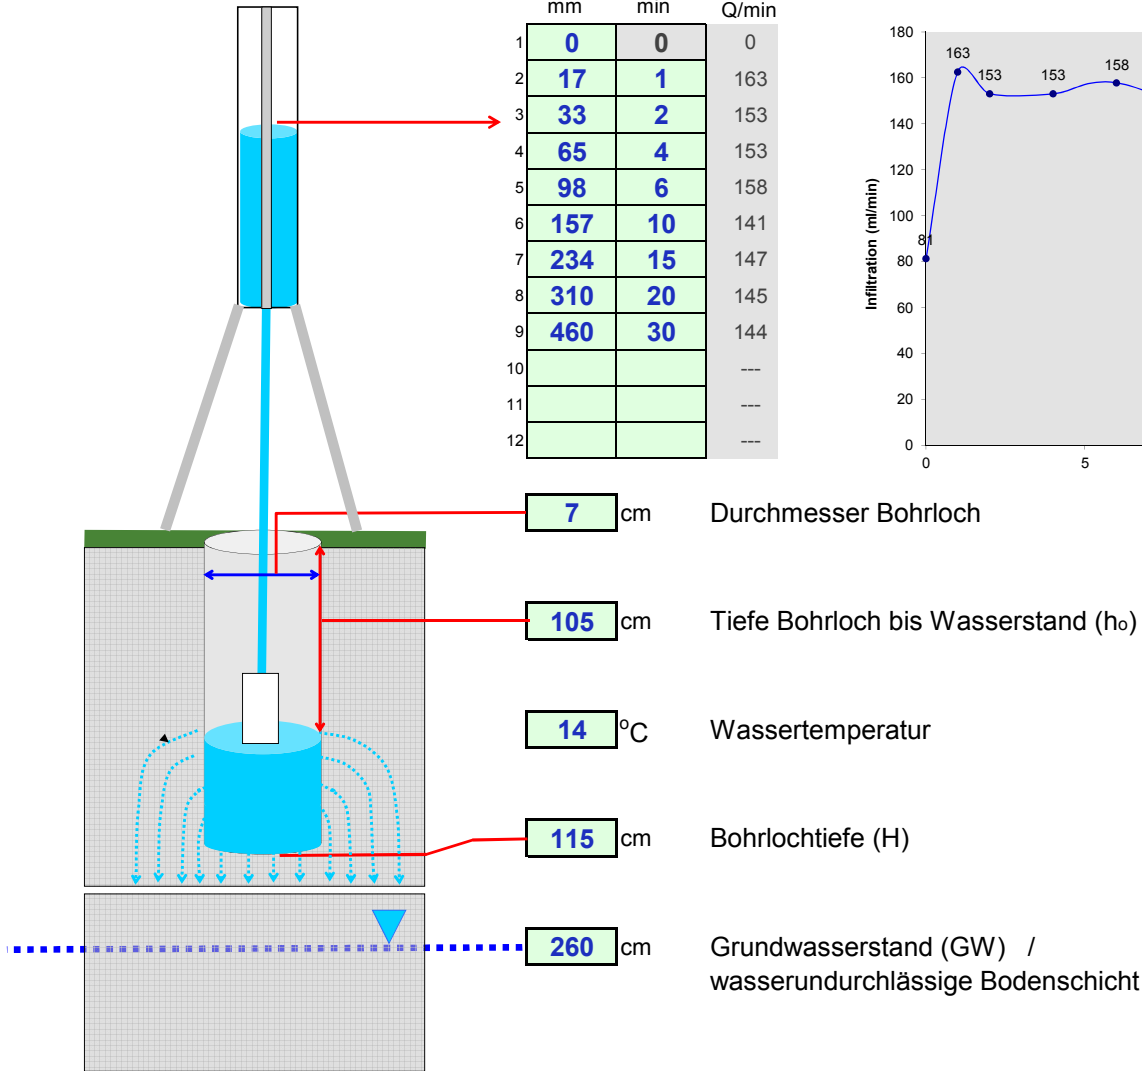 mm min Q/min
1 0 0 0
2 17 1 163
3 33 2 153
4 65 4 153
5 98 6 158
6 157 10 141
7 234 15 147
8 310 20 145
9 460 30 144
10 ---
11 ---
12 ---
180
160
140
120
100
80
60
40
20
0
Infiltration (ml/min)
81
163
153
153
158
0 5
7 cm Durchmesser Bohrloch
105 cm Tiefe Bohrloch bis Wasserstand (h₀)
14 °C Wassertemperatur
115 cm Bohrlochtiefe (H)
260 cm Grundwasserstand (GW) /
wasserundurchlässige Bodenschicht